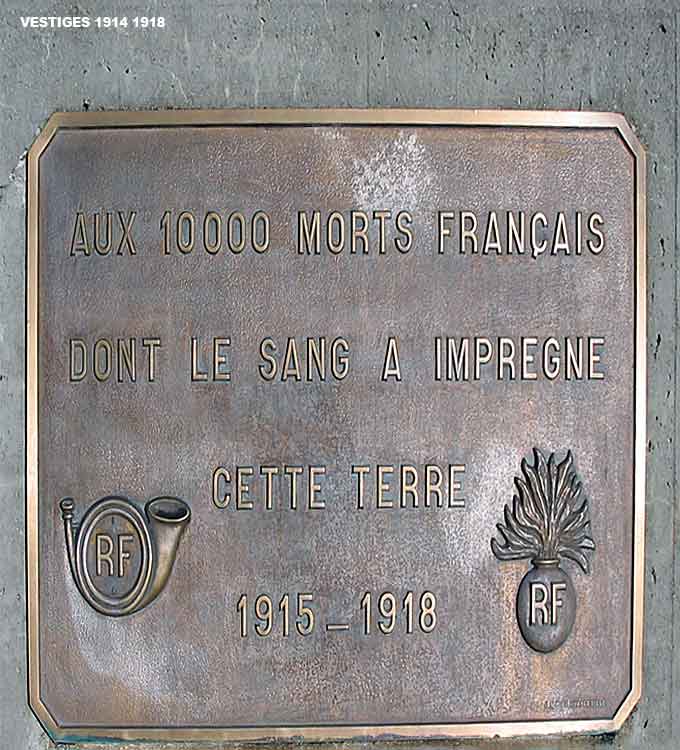 VESTIGES 1914 1918
AUX 10000 MORTS FRANÇAIS
DONT LE SANG A IMPREGNE
CETTE TERRE
RF
RF
1915 - 1918